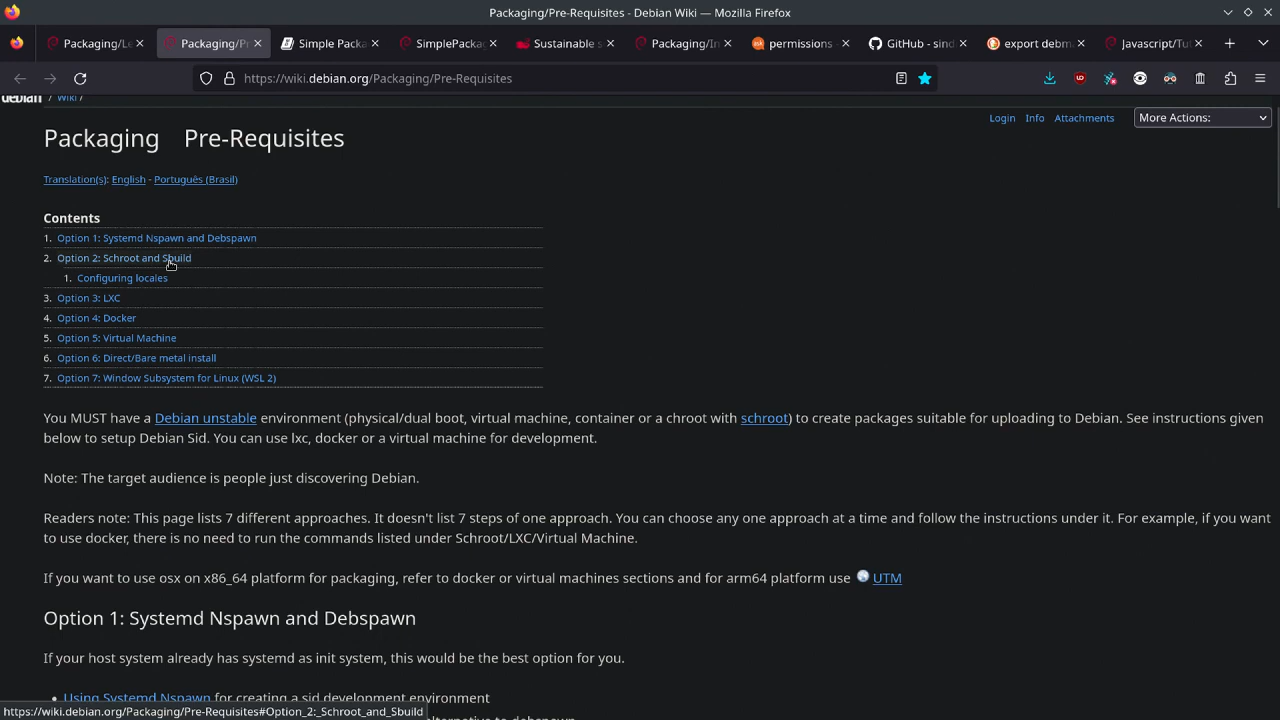 Packaging/Pre-Requisites - Debian Wiki — Mozilla Firefox
Packaging/Le
Packaging/Pr
Simple Packa
SimplePackag
Sustainable s
Packaging/In
permissions
GitHub - sind
export debm
Javascript/Tut
https://wiki.debian.org/Packaging/Pre-Requisites
debian / Wiki /
Login Info Attachments More Actions:
Packaging Pre-Requisites
Translation(s): English - Português (Brasil)
Contents
1. Option 1: Systemd Nspawn and Debspawn
2. Option 2: Schroot and Sbuild
1. Configuring locales
3. Option 3: LXC
4. Option 4: Docker
5. Option 5: Virtual Machine
6. Option 6: Direct/Bare metal install
7. Option 7: Window Subsystem for Linux (WSL 2)
You MUST have a Debian unstable environment (physical/dual boot, virtual machine, container or a chroot with schroot) to create packages suitable for uploading to Debian. See instructions given
below to setup Debian Sid. You can use lxc, docker or a virtual machine for development.
Note: The target audience is people just discovering Debian.
Readers note: This page lists 7 different approaches. It doesn't list 7 steps of one approach. You can choose any one approach at a time and follow the instructions under it. For example, if you want
to use docker, there is no need to run the commands listed under Schroot/LXC/Virtual Machine.
If you want to use osx on x86_64 platform for packaging, refer to docker or virtual machines sections and for arm64 platform use UTM
Option 1: Systemd Nspawn and Debspawn
If your host system already has systemd as init system, this would be the best option for you.
• Using Systemd Nspawn for creating a sid development environment
https://wiki.debian.org/Packaging/Pre-Requisites#Option_2:_Schroot_and_Sbuild